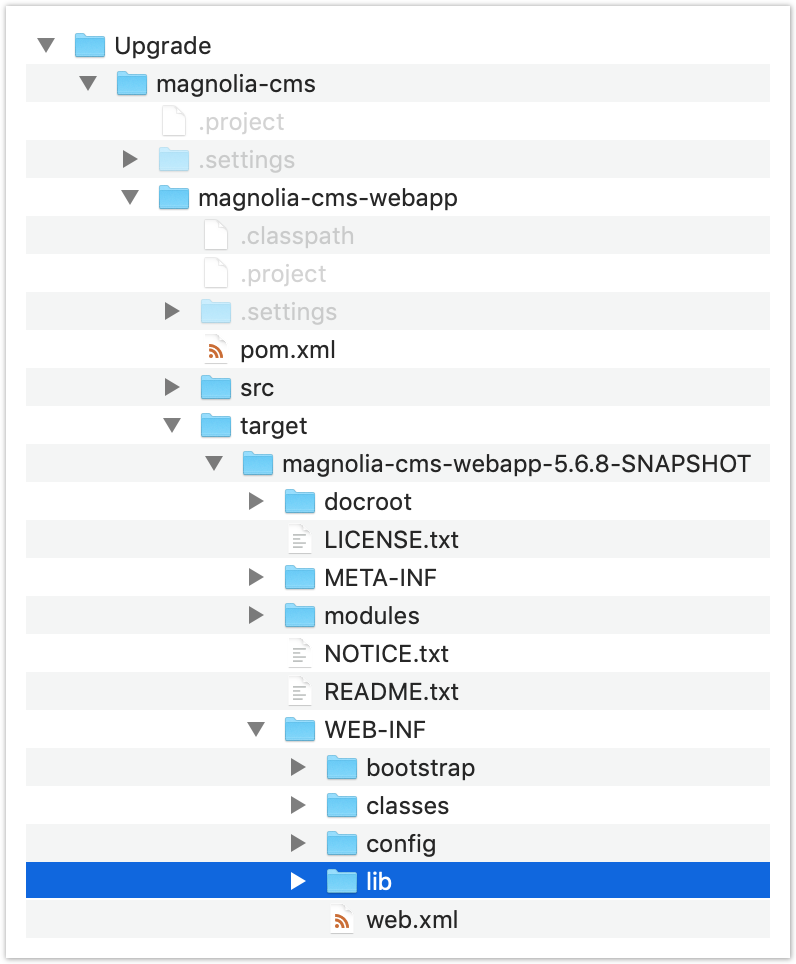 Upgrade
magnolia-cms
.project
.settings
magnolia-cms-webapp
.classpath
.project
.settings
pom.xml
src
target
magnolia-cms-webapp-5.6.8-SNAPSHOT
docroot
LICENSE.txt
META-INF
modules
NOTICE.txt
README.txt
WEB-INF
bootstrap
classes
config
lib
web.xml